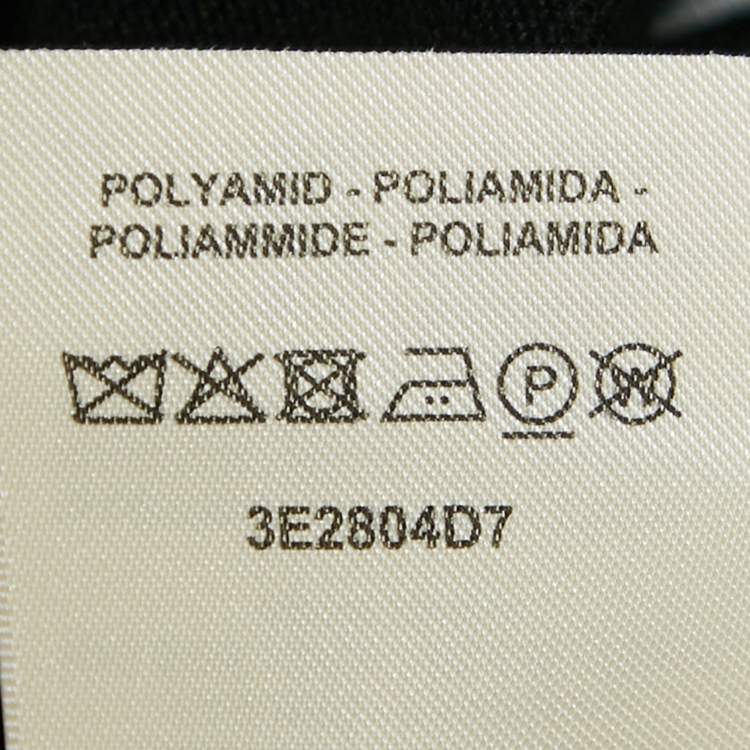 POLYAMID - POLIAMIDA -
POLIAMMIDE - POLIAMIDA
P W
3E2804D7